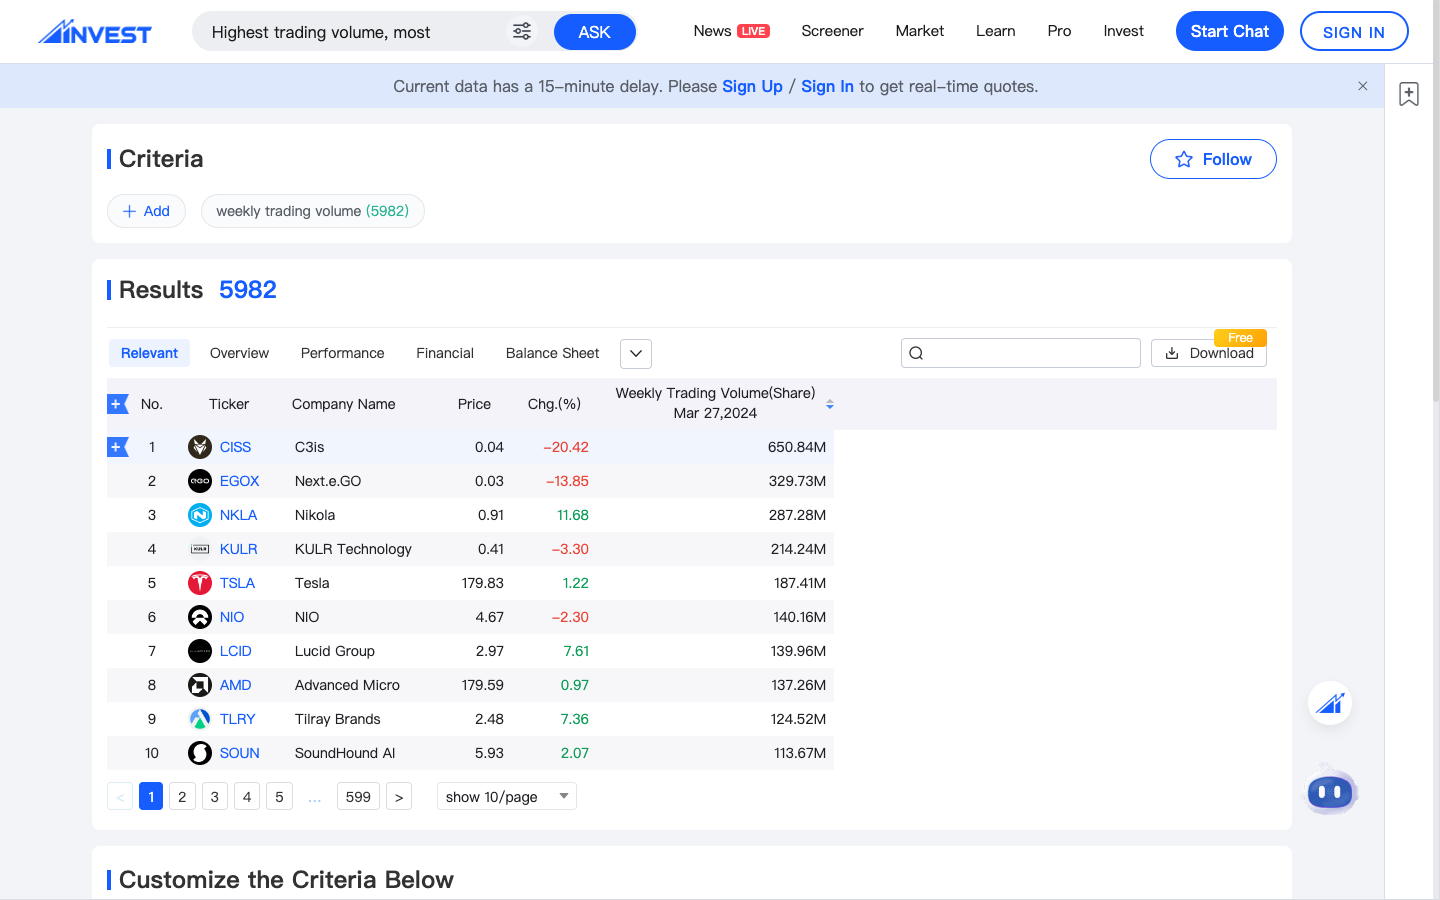 AINVEST
Highest trading volume, most
ASK
News LIVE
Screener
Market
Learn
Pro
Invest
Start Chat
SIGN IN
Current data has a 15-minute delay. Please Sign Up / Sign In to get real-time quotes.
Criteria
Follow
Add
weekly trading volume (5982)
Results 5982
Relevant
Overview
Performance
Financial
Balance Sheet
Free
Download
No. Ticker Company Name Price Chg.(%) Weekly Trading Volume(Share)
Mar 27,2024
1 CISS C3is 0.04 -20.42 650.84M
2 EGOX Next.e.GO 0.03 -13.85 329.73M
3 NKLA Nikola 0.91 11.68 287.28M
4 KULR KULR Technology 0.41 -3.30 214.24M
5 TSLA Tesla 179.83 1.22 187.41M
6 NIO NIO 4.67 -2.30 140.16M
7 LCID Lucid Group 2.97 7.61 139.96M
8 AMD Advanced Micro 179.59 0.97 137.26M
9 TLRY Tilray Brands 2.48 7.36 124.52M
10 SOUN SoundHound AI 5.93 2.07 113.67M
< 1 2 3 4 5 ... 599 > show 10/page
Customize the Criteria Below